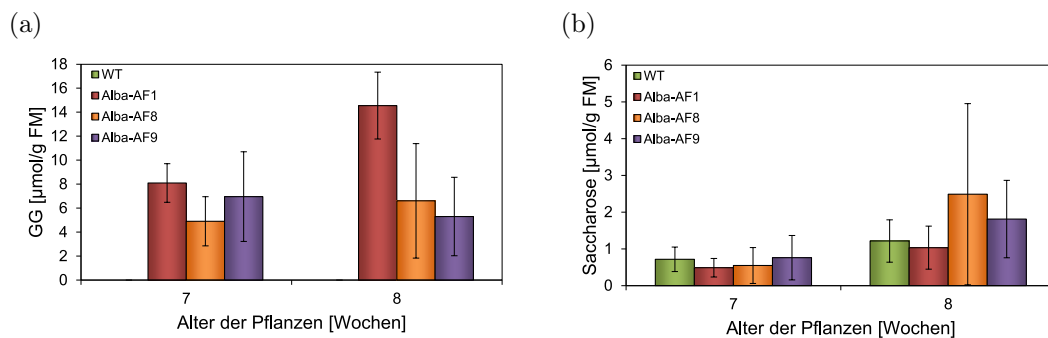 (a)
GG [µmol/g FM]
18
16
14
12
10
8
6
4
2
0
WT
Alba-AF1
Alba-AF8
Alba-AF9
7
8
Alter der Pflanzen [Wochen]
(b)
Saccharose [µmol/g FM]
6
5
4
3
2
1
0
WT
Alba-AF1
Alba-AF8
Alba-AF9
7
8
Alter der Pflanzen [Wochen]